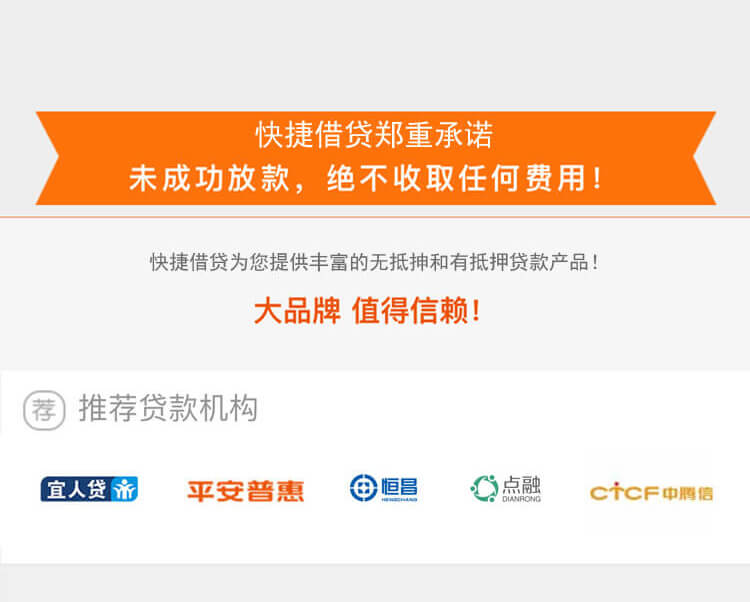 快捷借贷郑重承诺
未成功放款，绝不收取任何费用！
快捷借贷为您提供丰富的无抵抻和有抵押贷款产品！
大品牌 值得信赖！
荐 推荐贷款机构
宜人贷 平安普惠 恒昌 HENGCHANG 点融 DIANRONG CTCF中腾信